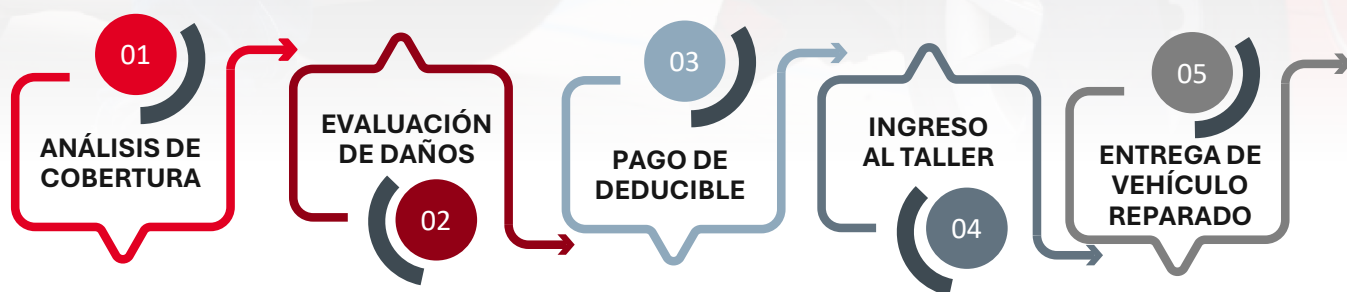 01
ANÁLISIS DE
COBERTURA
EVALUACIÓN
DE DAÑOS
02
03
PAGO DE
DEDUCIBLE
INGRESO
AL TALLER
04
05
ENTREGA DE
VEHÍCULO
REPARADO